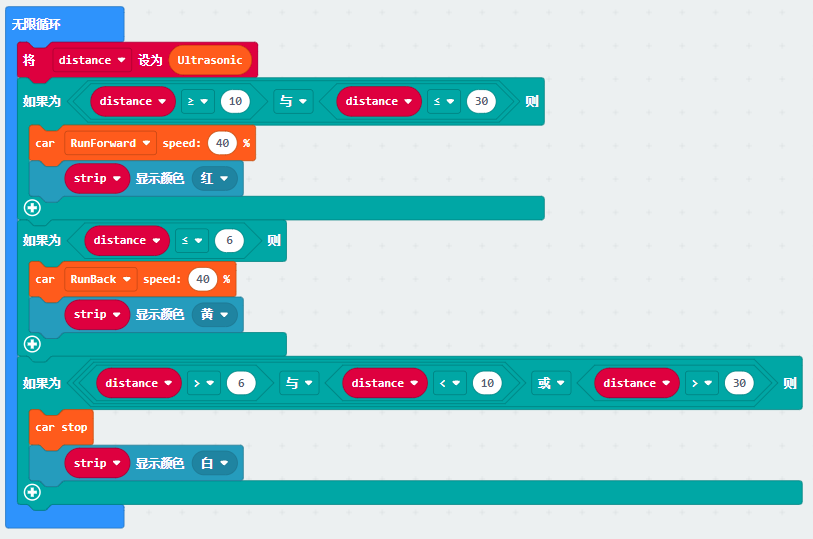 无限循环
将 distance 设为 Ultrasonic
如果为 distance ≥ 10 与 distance ≤ 30 则
car RunForward speed: 40 %
strip 显示颜色 红
如果为 distance ≤ 6 则
car RunBack speed: 40 %
strip 显示颜色 黄
如果为 distance > 6 与 distance < 10 或 distance > 30 则
car stop
strip 显示颜色 白